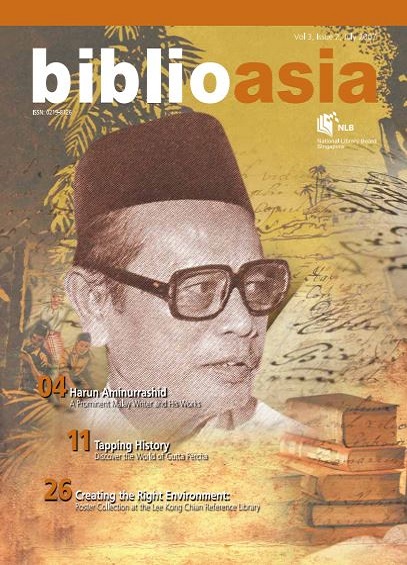 Vol 3, Issue 2, July 2007
biblioasia
ISSN: 0219-8126
NLB
National Library Board
Singapore
04 Harun Aminurrashid
A Prominent Malay Writer and His Works
11 Tapping History
Discover the World of Gutta Percha
26 Creating the Right Environment:
Poster Collection at the Lee Kong Chian Reference Library